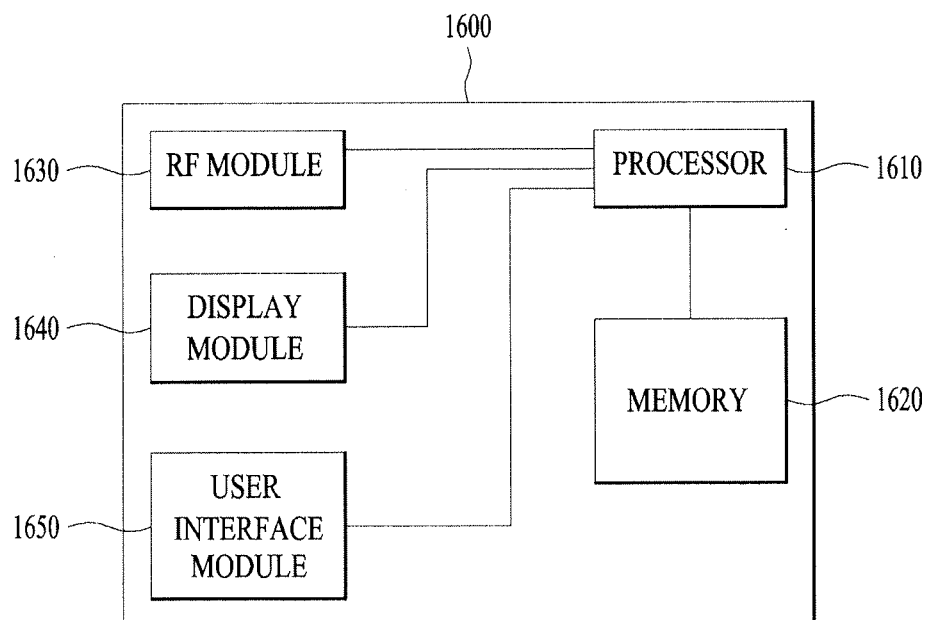 1600
1630
RF MODULE
PROCESSOR
1610
1640
DISPLAY
MODULE
MEMORY
1620
1650
USER
INTERFACE
MODULE